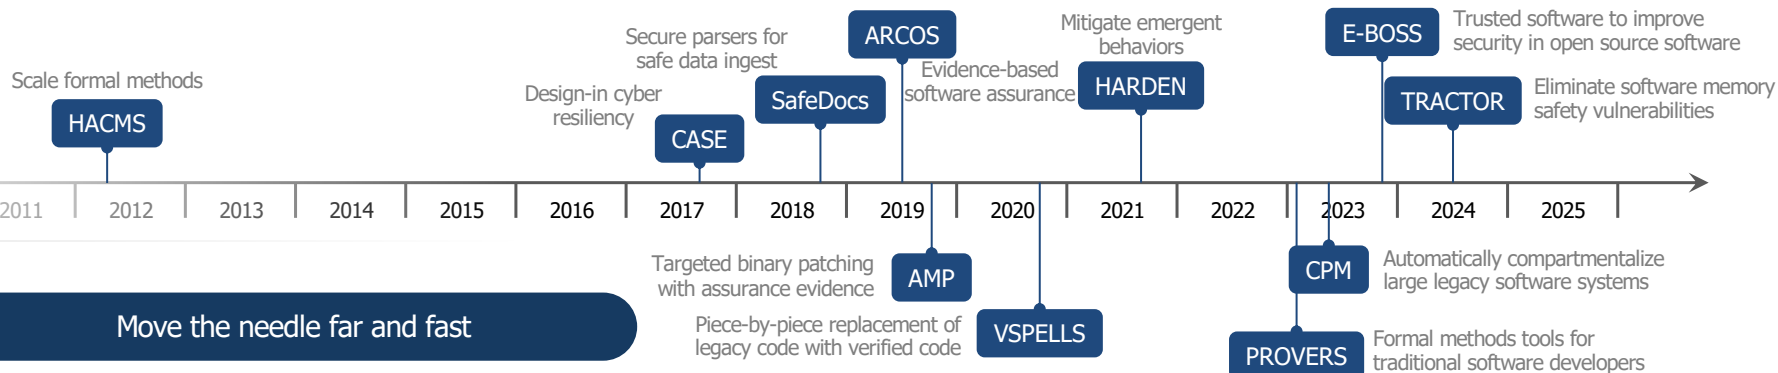 Scale formal methods
HACMS
Design-in cyber
resiliency
CASE
Secure parsers for
safe data ingest
SafeDocs
ARCOS
Evidence-based
software assurance
Mitigate emergent
behaviors
HARDEN
E-BOSS
Trusted software to improve
security in open source software
TRACTOR
Eliminate software memory
safety vulnerabilities
2011
2012
2013
2014
2015
2016
2017
2018
2019
2020
2021
2022
2023
2024
2025
Targeted binary patching
with assurance evidence
AMP
Piece-by-piece replacement of
legacy code with verified code
VSPELLS
CPM
Automatically compartmentalize
large legacy software systems
PROVERS
Formal methods tools for
traditional software developers
Move the needle far and fast